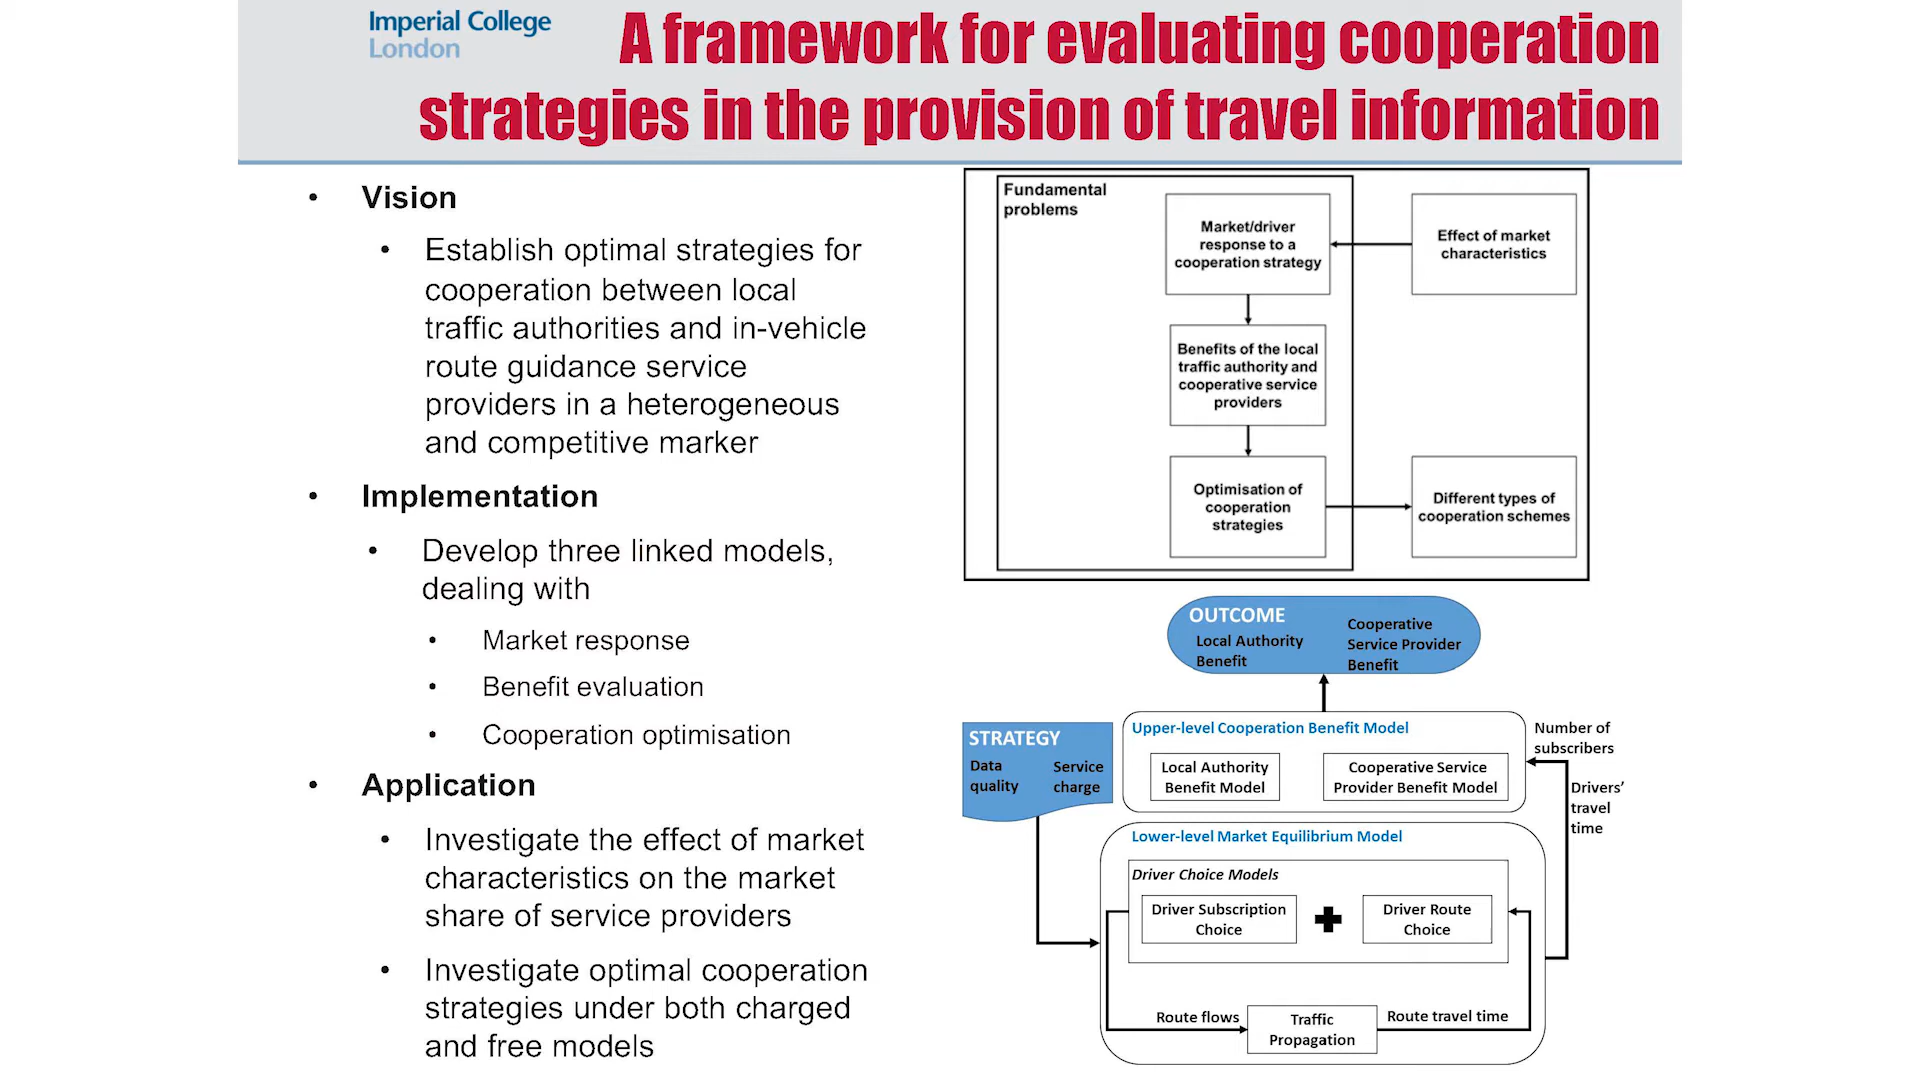 Imperial College
London
A framework for evaluating cooperation
strategies in the provision of travel information
• Vision
• Establish optimal strategies for
cooperation between local
traffic authorities and in-vehicle
route guidance service
providers in a heterogeneous
and competitive marker
• Implementation
• Develop three linked models,
dealing with
• Market response
• Benefit evaluation
• Cooperation optimisation
• Application
• Investigate the effect of market
characteristics on the market
share of service providers
• Investigate optimal cooperation
strategies under both charged
and free models
Fundamental
problems
Market/driver
response to a
cooperation strategy
Effect of market
characteristics
Benefits of the local
traffic authority and
cooperative service
providers
Optimisation of
cooperation
strategies
Different types of
cooperation schemes
OUTCOME
Local Authority
Benefit
Cooperative
Service Provider
Benefit
STRATEGY
Data
quality
Service
charge
Upper-level Cooperation Benefit Model
Local Authority
Benefit Model
Cooperative Service
Provider Benefit Model
Number of
subscribers
Drivers’
travel
time
Lower-level Market Equilibrium Model
Driver Choice Models
Driver Subscription
Choice
Driver Route
Choice
Route flows
Traffic
Propagation
Route travel time